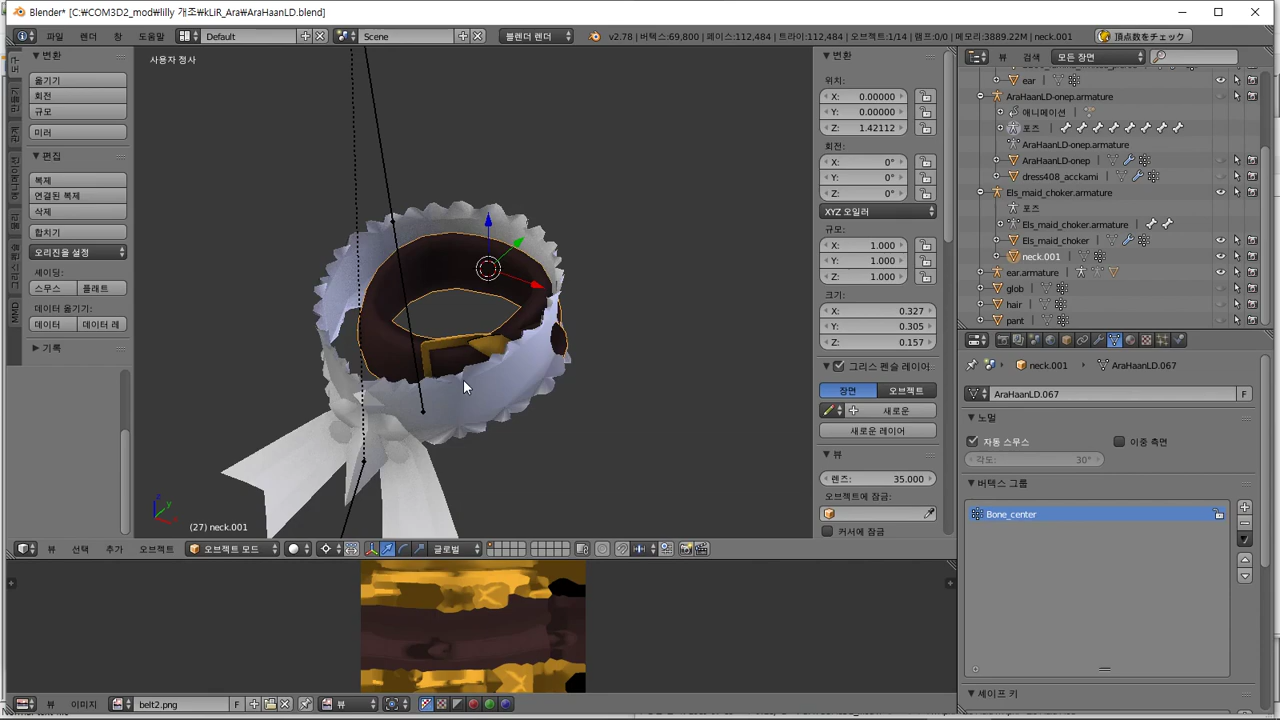 Blender* [C:₩COM3D2_mod₩lilly 개조₩kLiR_Ara₩AraHaanLD.blend]
파일 렌더 창 도움말 Default Scene 블렌더 렌더 v2.78 | 버텍스:69,800 | 페이스:112,484 | 트라이:112,484 | 오브젝트:1/14 | 램프:0/0 | 메모리:3889.22M | neck.001 頂点数をチェック
변환
옮기기
회전
규모
미러
편집
복제
연결된 복제
삭제
합치기
오리진을 설정
셰이딩:
스무스 플래트
데이터 옮기기:
데이터 데이터 레
기록
애니메이션
MMD
사용자 정사
(27) neck.001
변환
위치:
X: 0.00000
Y: 0.00000
Z: 1.42112
회전:
X: 0°
Y: 0°
Z: 0°
XYZ 오일러
규모:
X: 1.000
Y: 1.000
Z: 1.000
크기:
X: 0.327
Y: 0.305
Z: 0.157
그리스 펜슬 레이어
장면 오브젝트
새로운
새로운 레이어
뷰
렌즈: 35.000
오브젝트에 잠금:
커서에 잠금
뷰 선택 추가 오브젝트 오브젝트 모드 글로벌
뷰 이미지 belt2.png F 뷰
뷰 검색 모든 장면
ear
AraHaanLD-onep.armature
애니메이션
포즈
AraHaanLD-onep.armature
AraHaanLD-onep
dress408_acckami
Els_maid_choker.armature
포즈
Els_maid_choker.armature
Els_maid_choker
neck.001
ear.armature
glob
hair
pant
neck.001 AraHaanLD.067
AraHaanLD.067 F
노멀
자동 스무스 이중 측면
각도: 30°
버텍스 그룹
Bone_center
셰이프 키